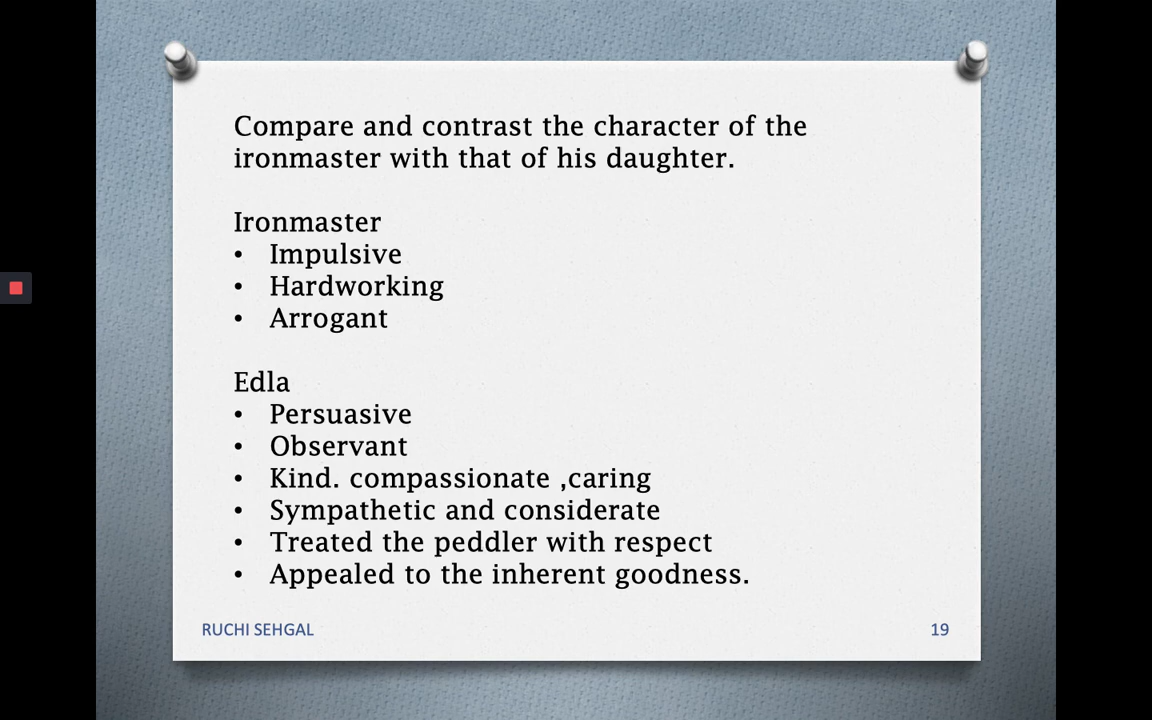 Compare and contrast the character of the
ironmaster with that of his daughter.
Ironmaster
• Impulsive
• Hardworking
• Arrogant
Edla
• Persuasive
• Observant
• Kind. compassionate ,caring
• Sympathetic and considerate
• Treated the peddler with respect
• Appealed to the inherent goodness.
RUCHI SEHGAL
19